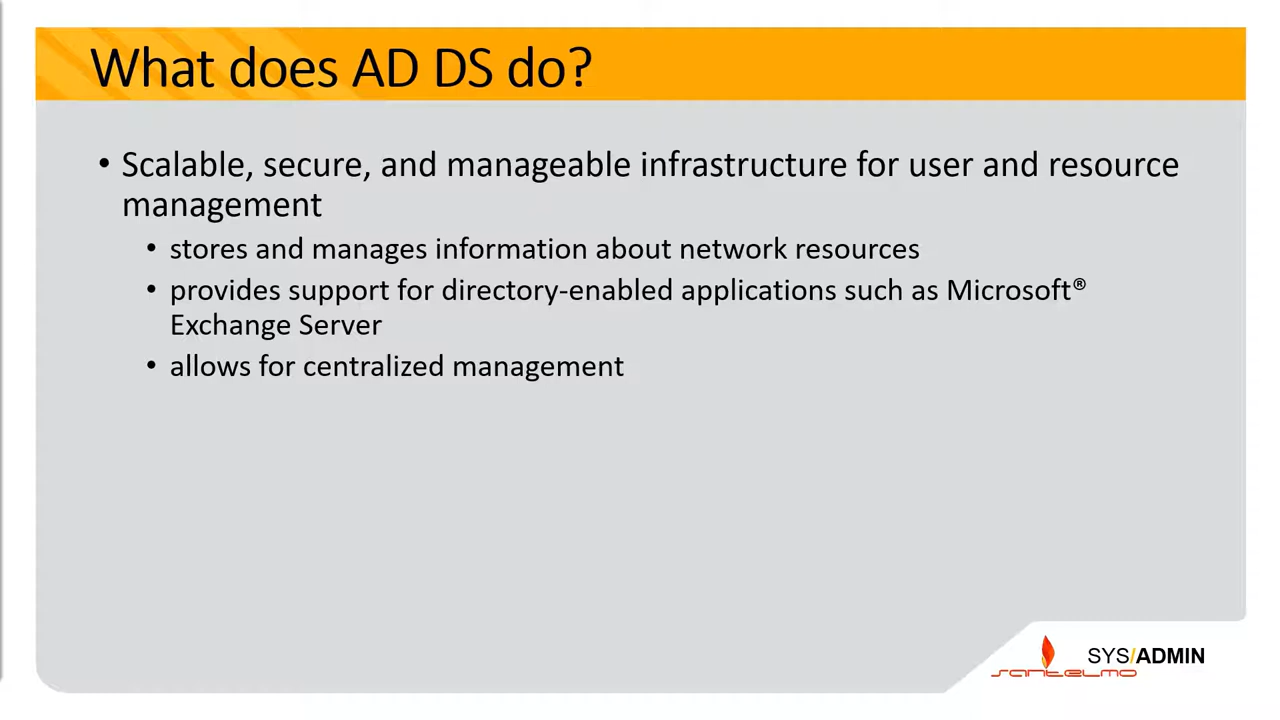 What does AD DS do?
• Scalable, secure, and manageable infrastructure for user and resource
management
• stores and manages information about network resources
• provides support for directory-enabled applications such as Microsoft®
Exchange Server
• allows for centralized management
SYS/ADMIN
santelmo